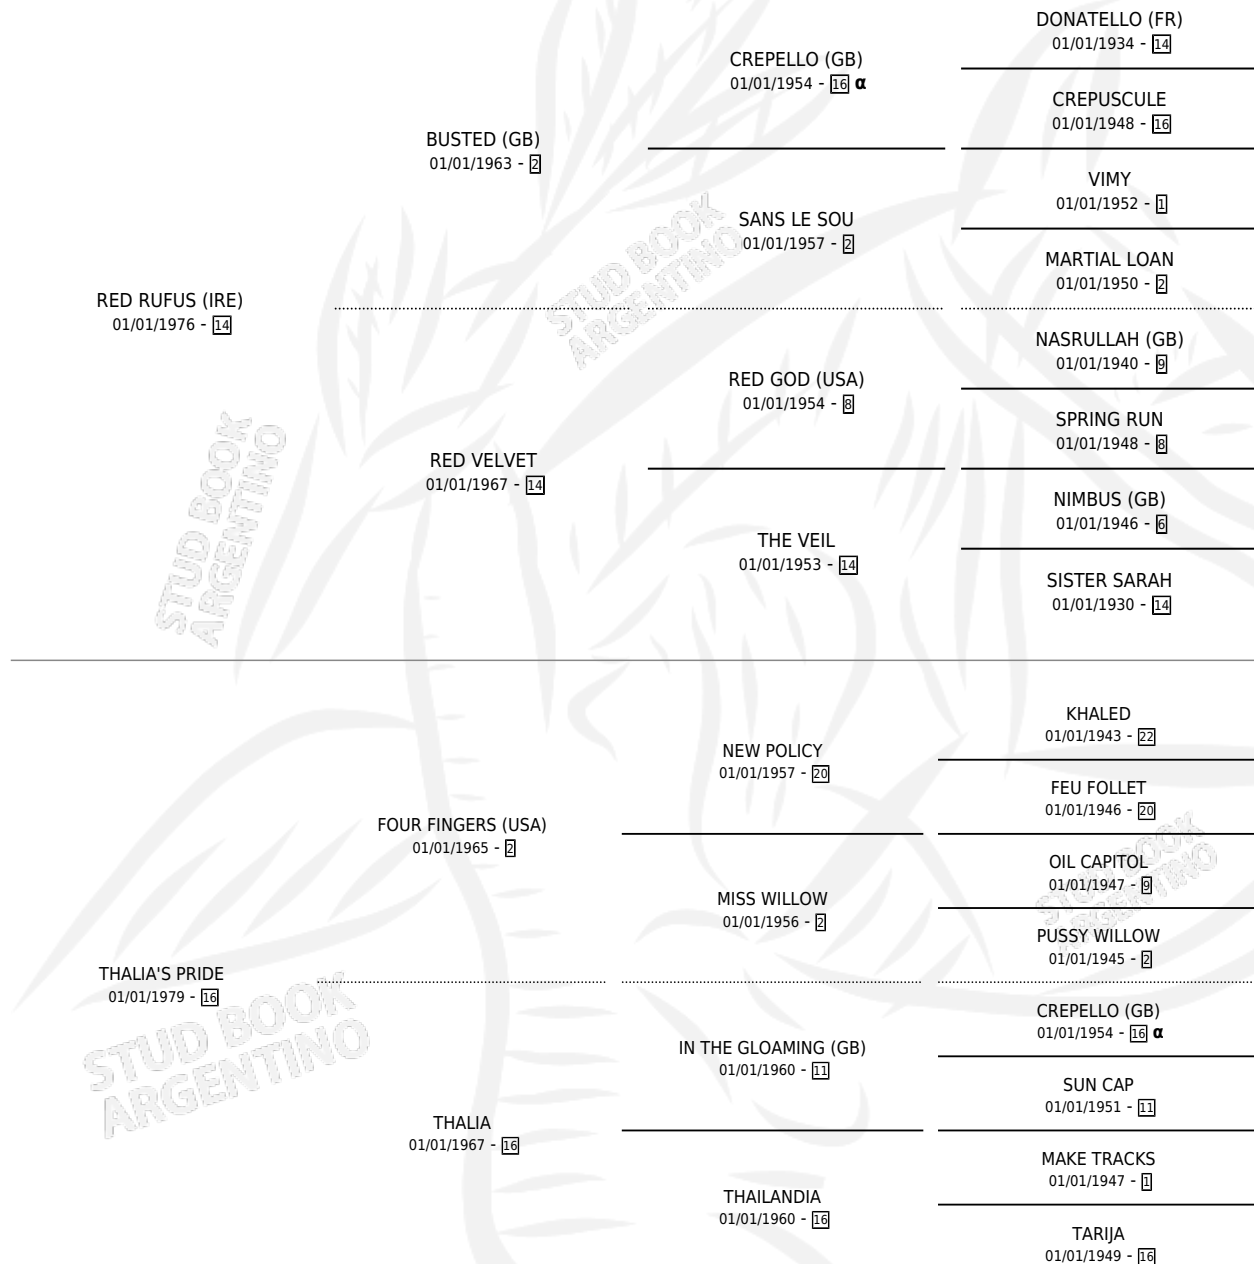 DONATELLO (FR)
01/01/1934 - 14
CREPELLO (GB)
01/01/1954 - 16 α
CREPUSCULE
01/01/1948 - 16
BUSTED (GB)
01/01/1963 - 2
VIMY
01/01/1952 - 1
SANS LE SOU
01/01/1957 - 2
MARTIAL LOAN
01/01/1950 - 2
RED RUFUS (IRE)
01/01/1976 - 14
NASRULLAH (GB)
01/01/1940 - 9
RED GOD (USA)
01/01/1954 - 8
SPRING RUN
01/01/1948 - 8
RED VELVET
01/01/1967 - 14
NIMBUS (GB)
01/01/1946 - 6
THE VEIL
01/01/1953 - 14
SISTER SARAH
01/01/1930 - 14
KHALED
01/01/1943 - 22
NEW POLICY
01/01/1957 - 20
FEU FOLLET
01/01/1946 - 20
FOUR FINGERS (USA)
01/01/1965 - 2
OIL CAPITOL
01/01/1947 - 9
MISS WILLOW
01/01/1956 - 2
PUSSY WILLOW
01/01/1945 - 2
THALIA'S PRIDE
01/01/1979 - 16
CREPELLO (GB)
01/01/1954 - 16 α
IN THE GLOAMING (GB)
01/01/1960 - 11
SUN CAP
01/01/1951 - 11
THALIA
01/01/1967 - 16
MAKE TRACKS
01/01/1947 - 1
THAILANDIA
01/01/1960 - 16
TARIJA
01/01/1949 - 16
STUD BOOK
ARGENTINO
STUD BOOK
ARGENTINO
STUD BOOK
ARGENTINO
STUD BOOK
ARGENTINO